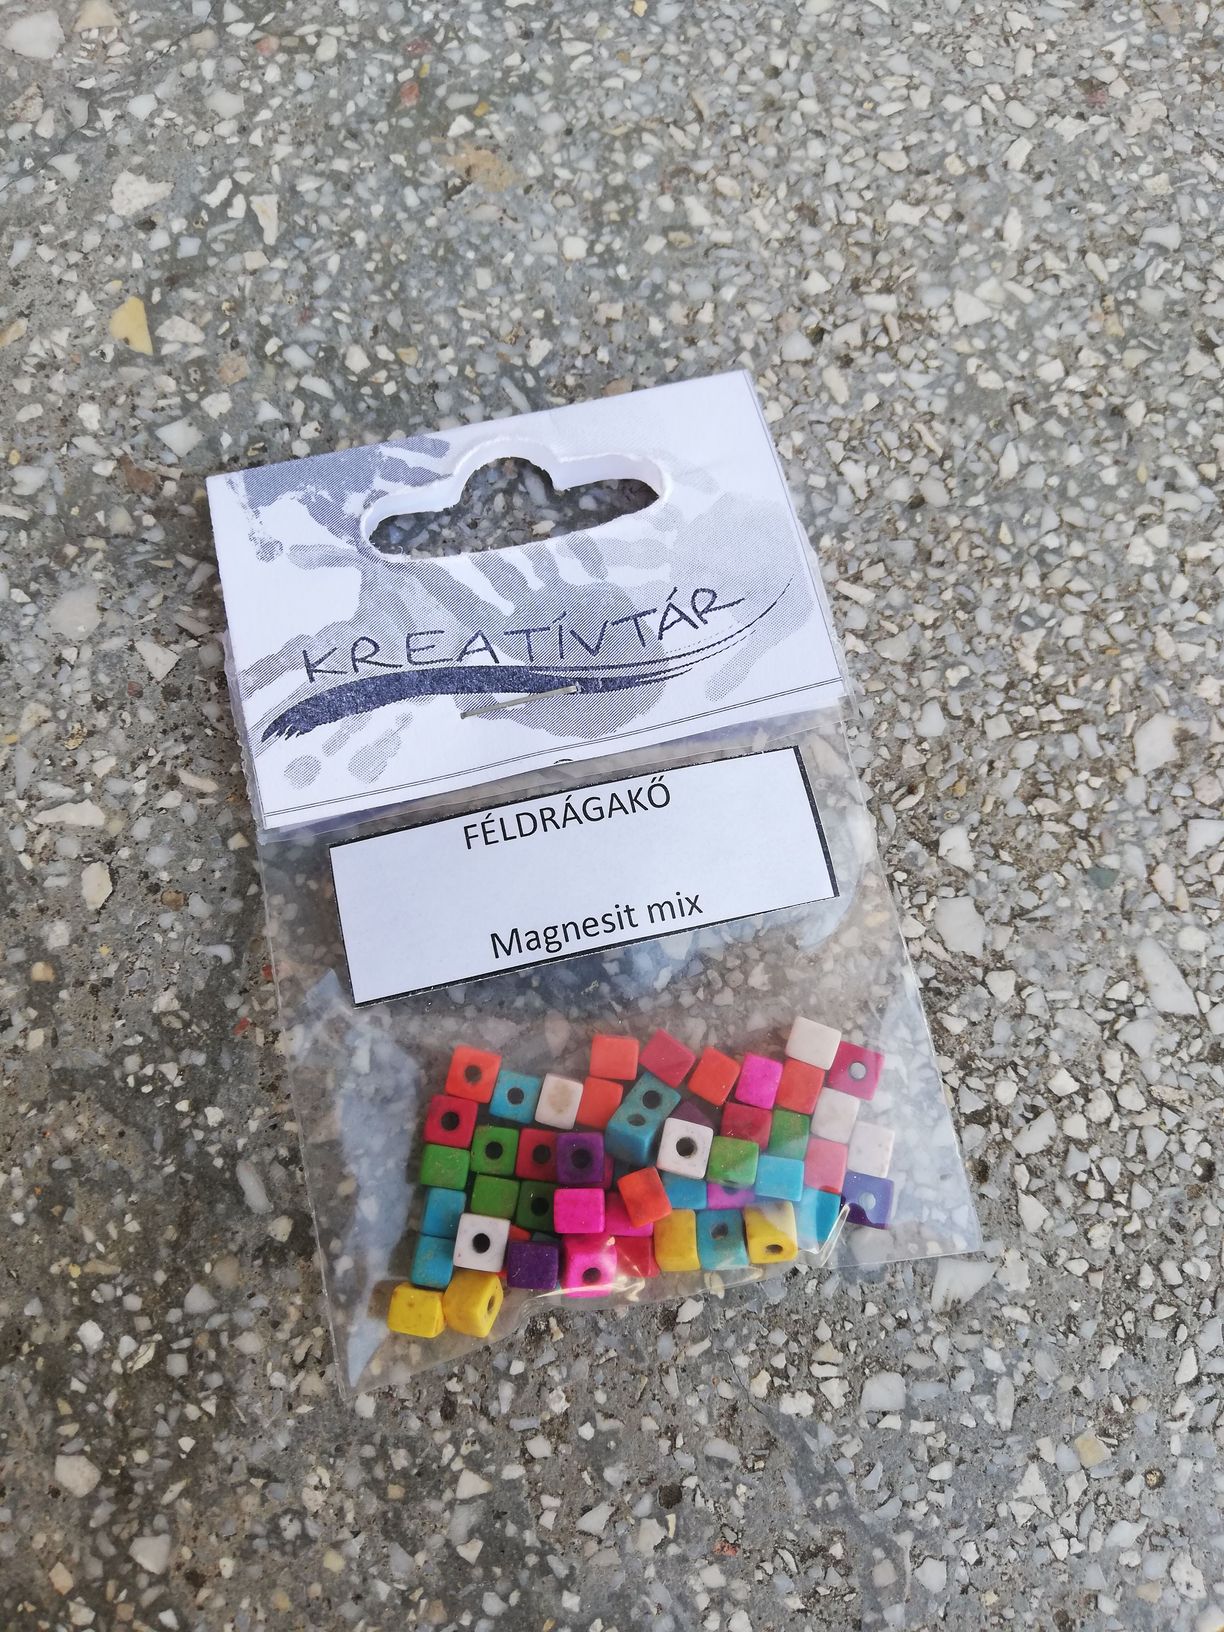 KREATÍVTÁR
FÉLDRÁGAKŐ
Magnesit mix